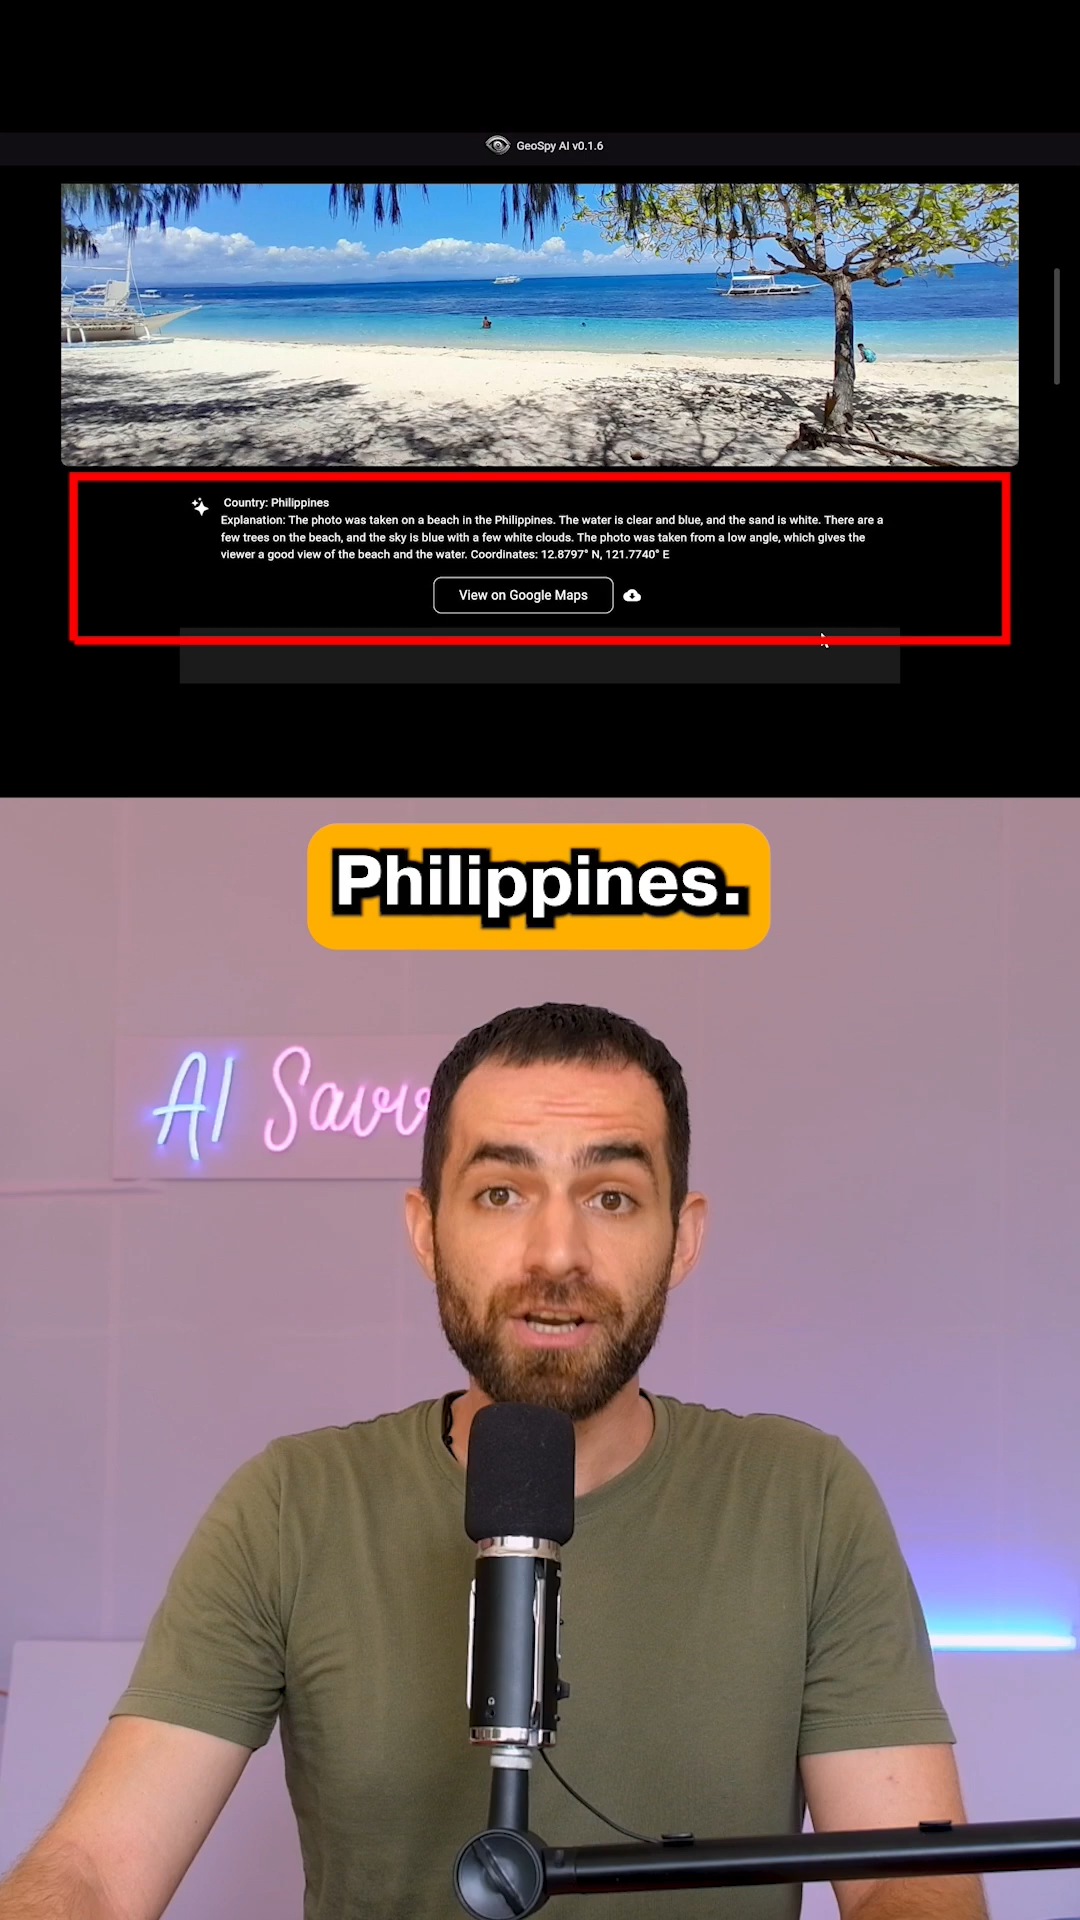 GeoSpy AI v0.1.6
Country: Philippines
Explanation: The photo was taken on a beach in the Philippines. The water is clear and blue, and the sand is white. There are a
few trees on the beach, and the sky is blue with a few white clouds. The photo was taken from a low angle, which gives the
viewer a good view of the beach and the water. Coordinates: 12.8797° N, 121.7740° E
View on Google Maps
Philippines.
AI Savv